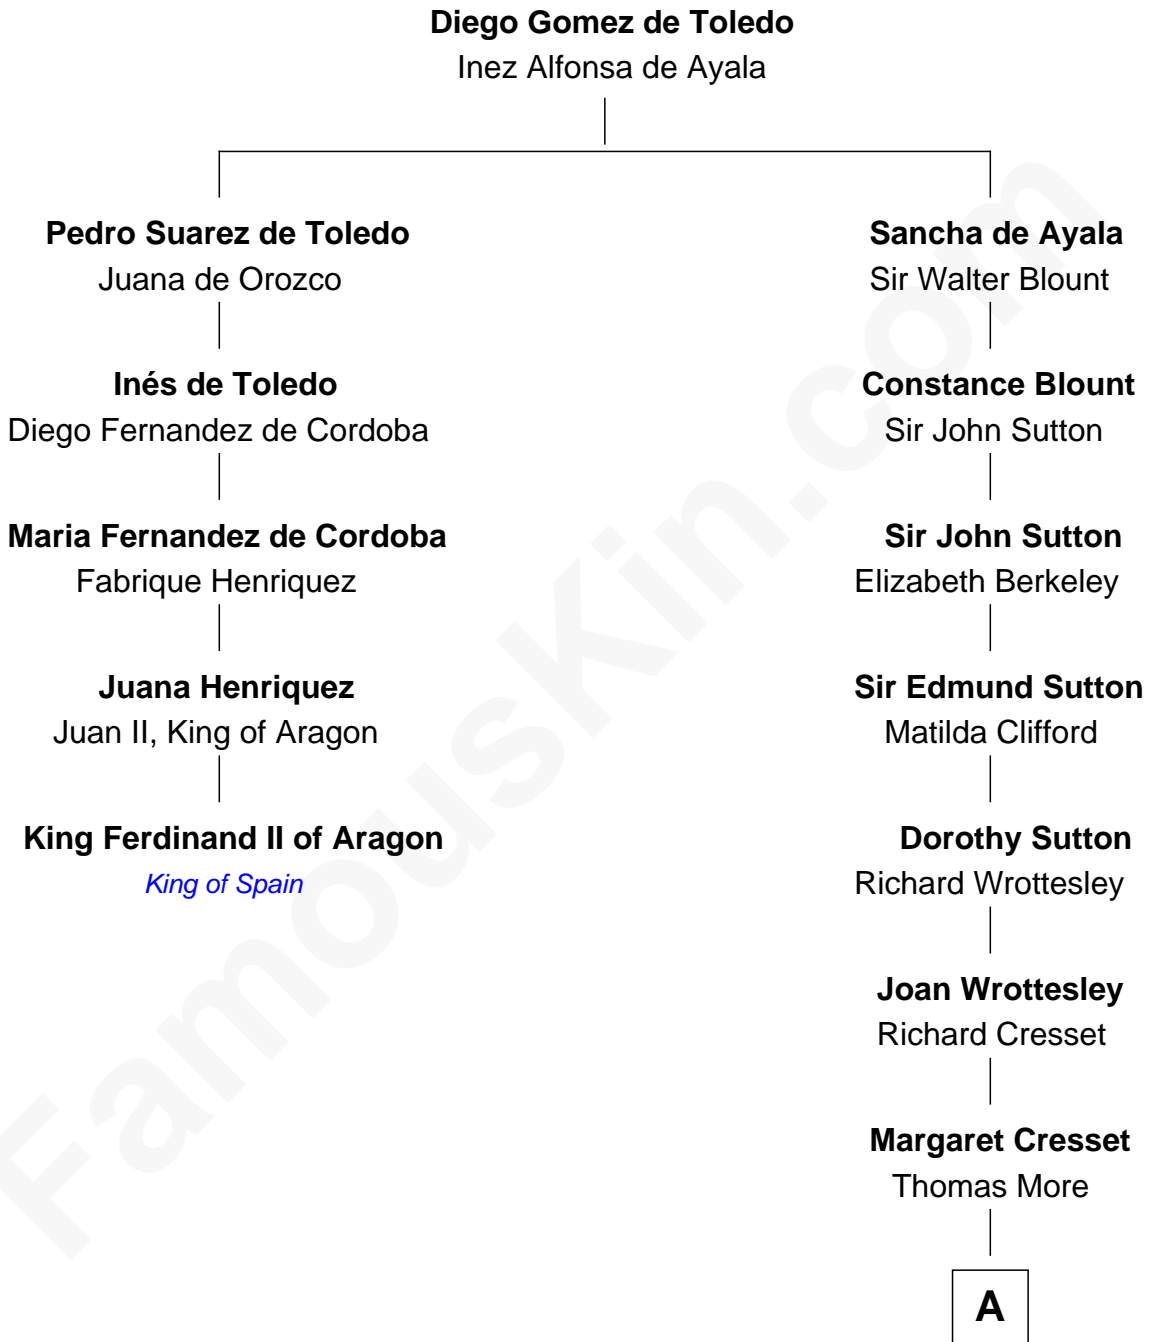 Diego Gomez de Toledo
Inez Alfonsa de Ayala
Pedro Suarez de Toledo
Juana de Orozco
Inés de Toledo
Diego Fernandez de Cordoba
Maria Fernandez de Cordoba
Fabrique Henriquez
Juana Henriquez
Juan II, King of Aragon
King Ferdinand II of Aragon
King of Spain
Sancha de Ayala
Sir Walter Blount
Constance Blount
Sir John Sutton
Sir John Sutton
Elizabeth Berkeley
Sir Edmund Sutton
Matilda Clifford
Dorothy Sutton
Richard Wrottesley
Joan Wrottesley
Richard Cresset
Margaret Cresset
Thomas More
A
FamousKin.com